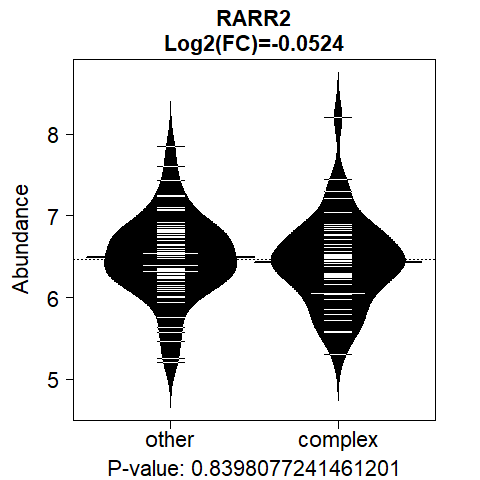 RARR2
Log2(FC)=-0.0524
Abundance
8
7
6
5
other complex
P-value: 0.8398077241461201